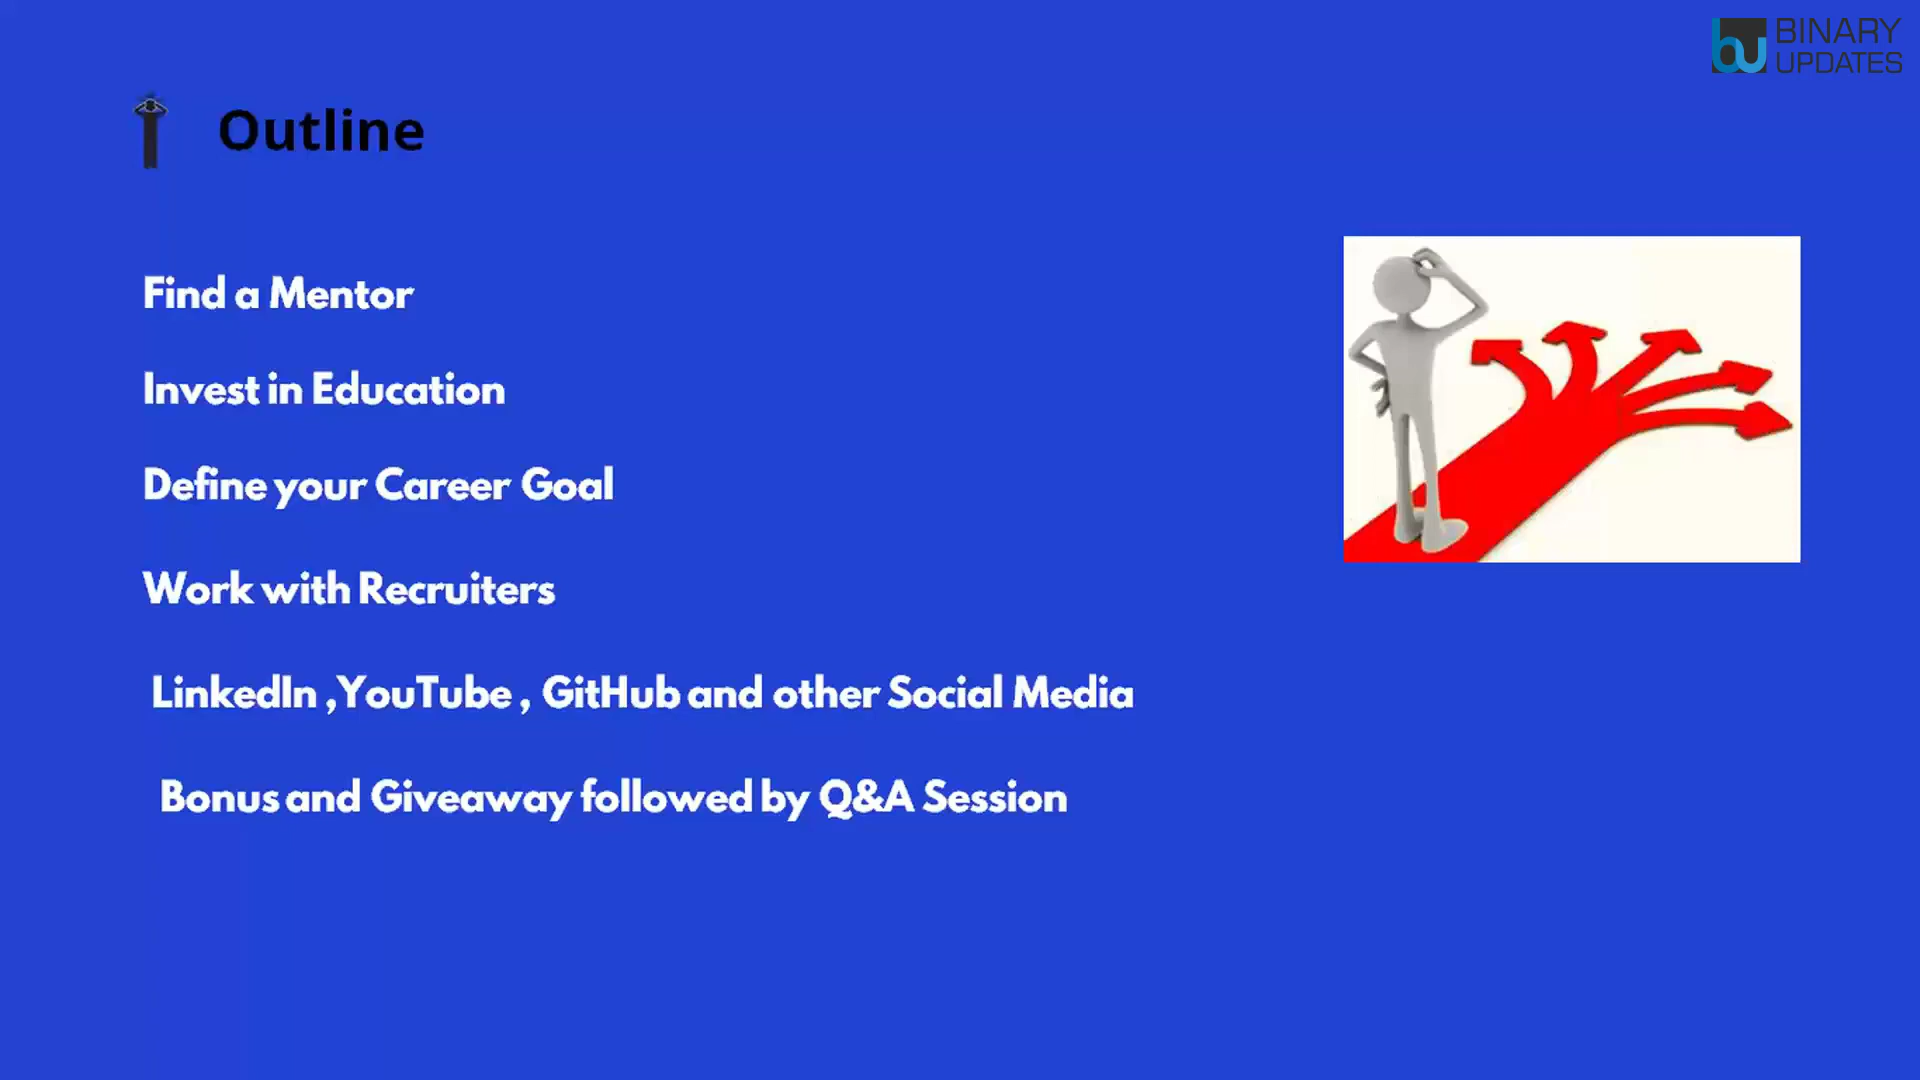 BINARY
UPDATES
Outline
Find a Mentor
Invest in Education
Define your Career Goal
Work with Recruiters
LinkedIn ,YouTube , GitHub and other Social Media
Bonus and Giveaway followed by Q&A Session